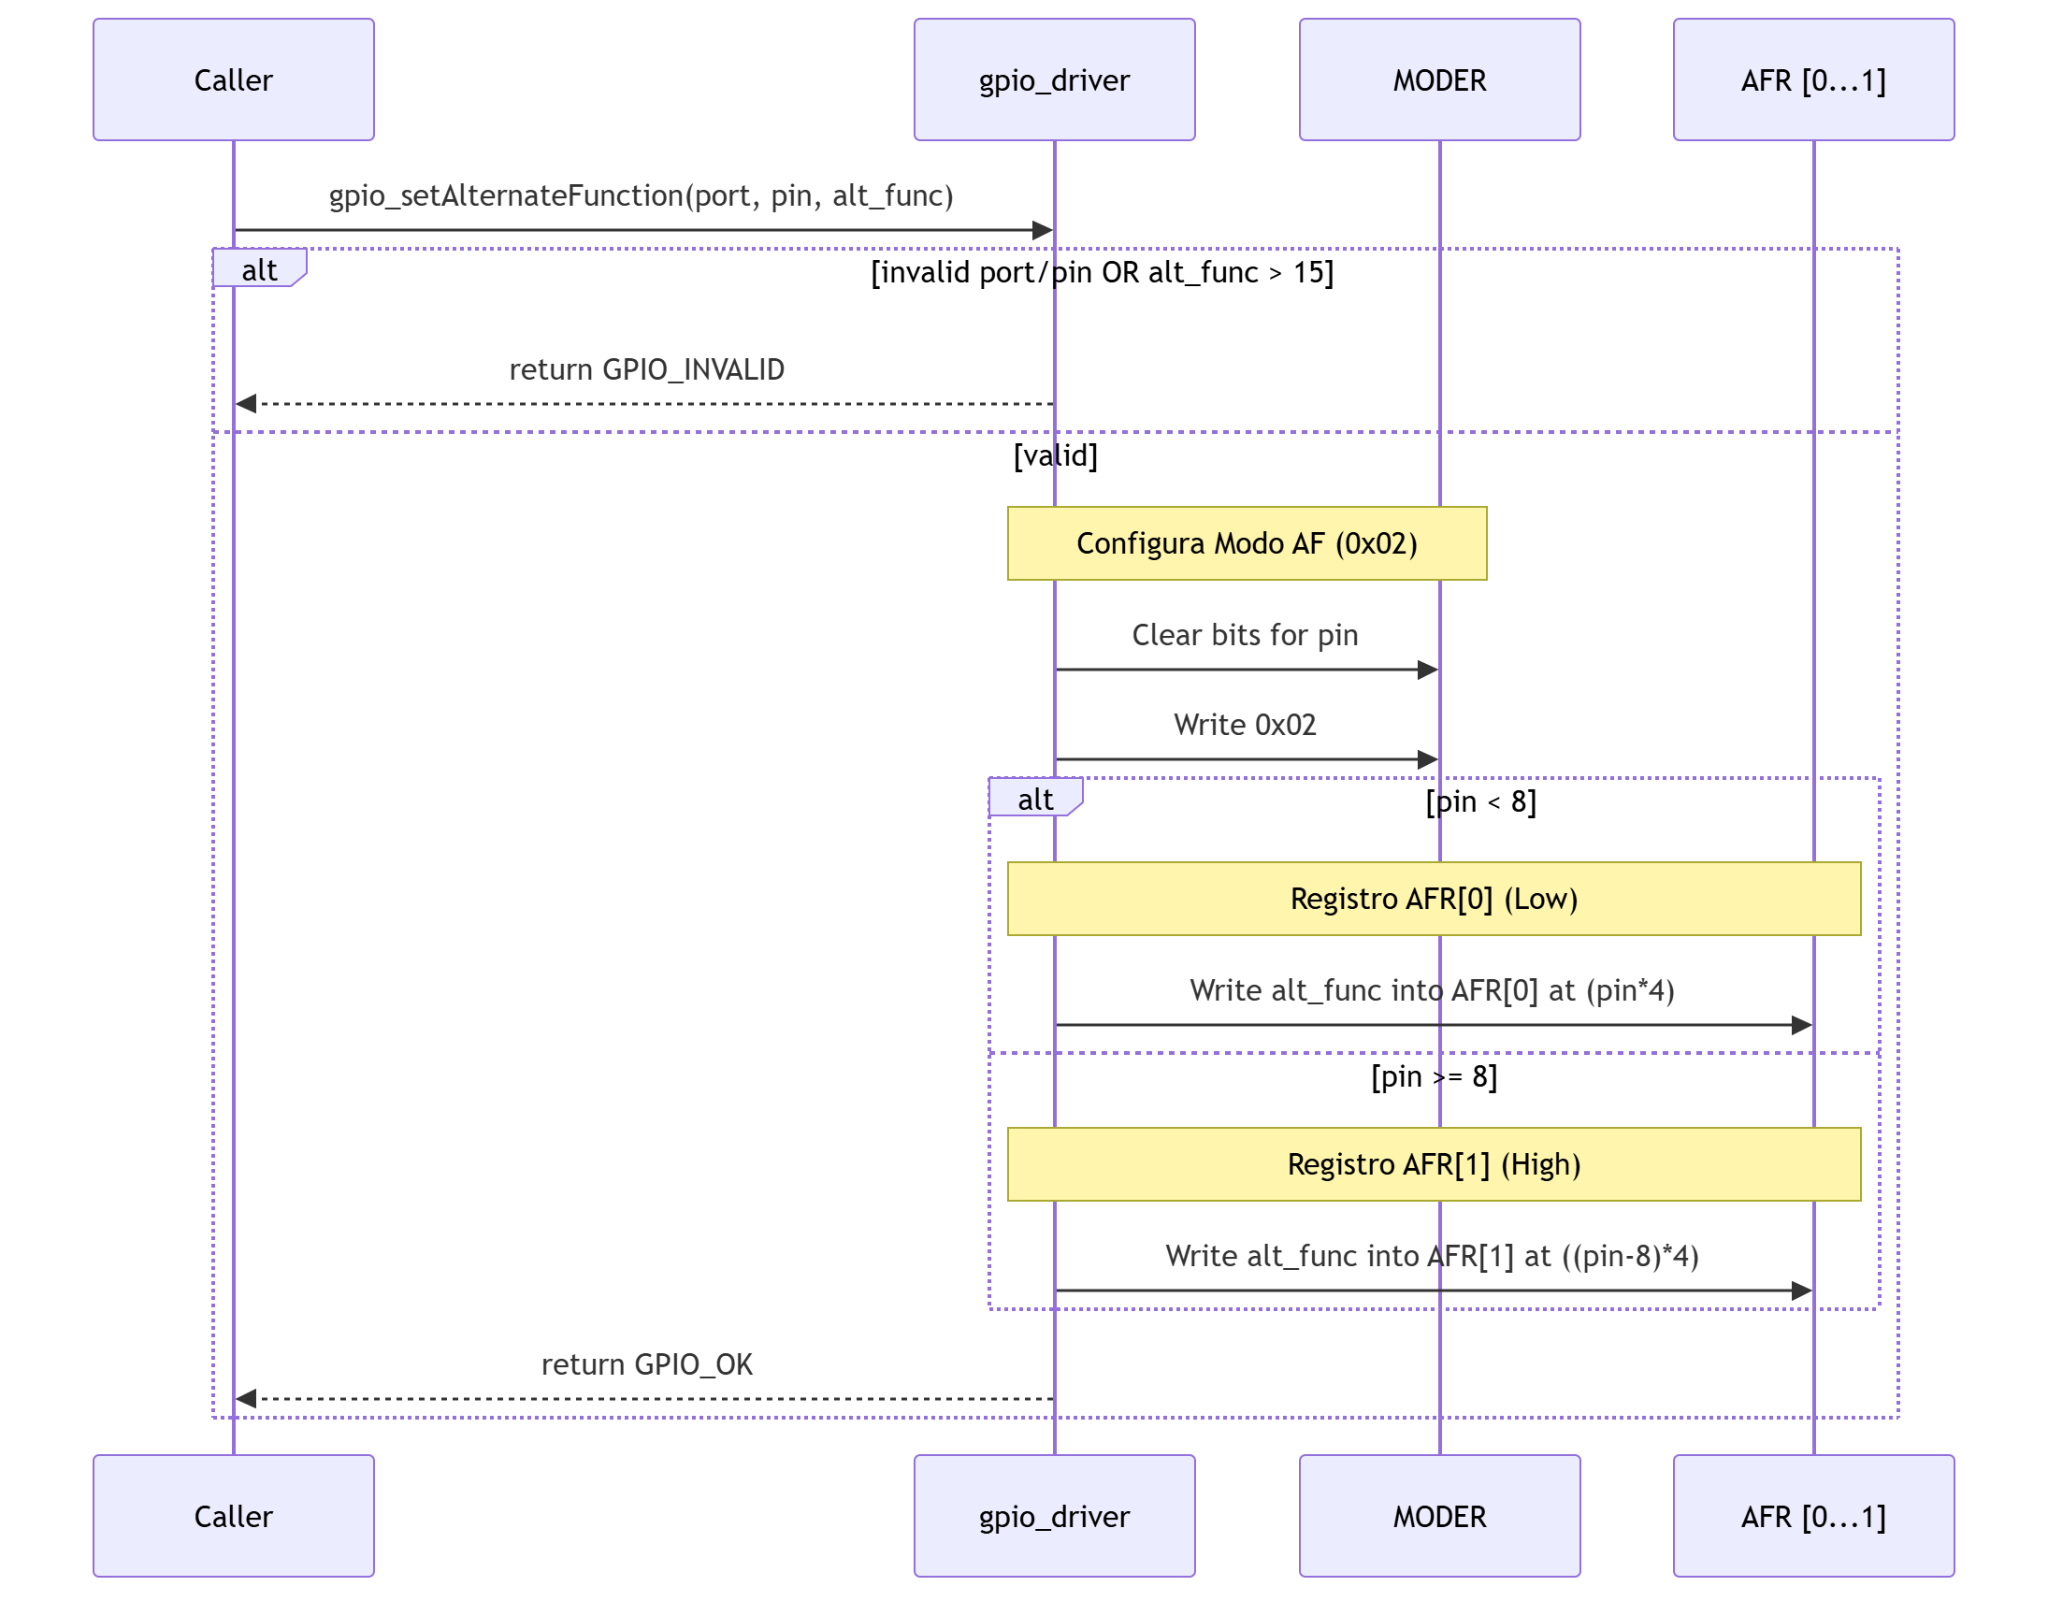 Caller
gpio_driver
MODER
AFR [0...1]
gpio_setAlternateFunction(port, pin, alt_func)
alt
[invalid port/pin OR alt_func > 15]
return GPIO_INVALID
[valid]
Configura Modo AF (0x02)
Clear bits for pin
Write 0x02
alt
[pin < 8]
Registro AFR[0] (Low)
Write alt_func into AFR[0] at (pin*4)
[pin >= 8]
Registro AFR[1] (High)
Write alt_func into AFR[1] at ((pin-8)*4)
return GPIO_OK
Caller
gpio_driver
MODER
AFR [0...1]